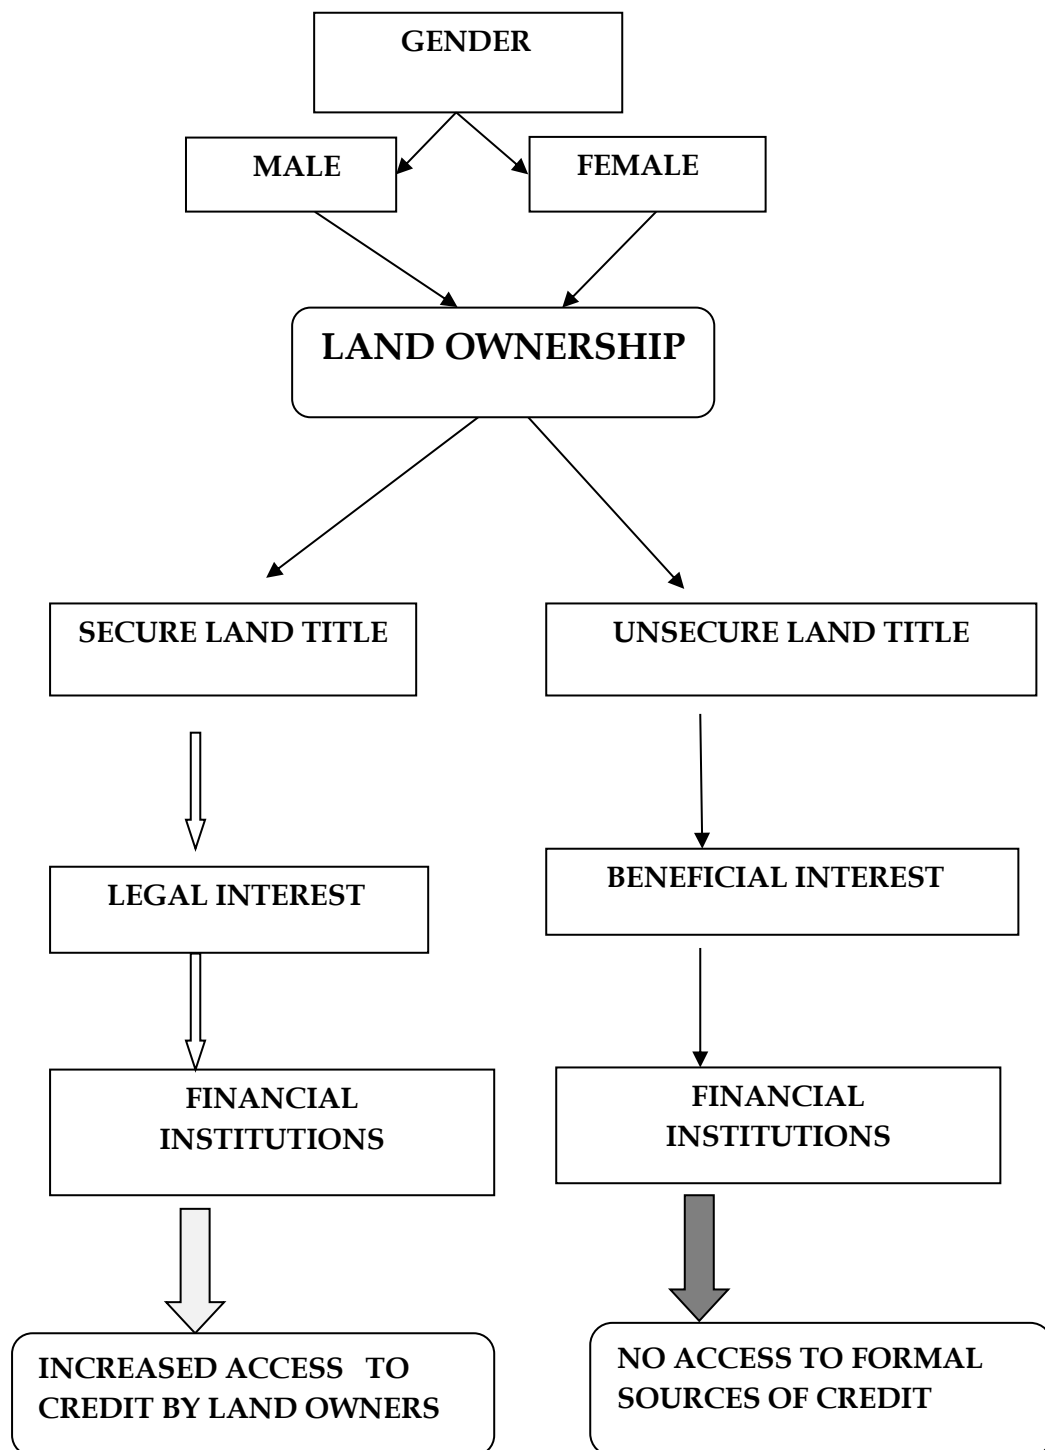 GENDER
MALE
FEMALE
LAND OWNERSHIP
SECURE LAND TITLE
UNSECURE LAND TITLE
LEGAL INTEREST
BENEFICIAL INTEREST
FINANCIAL
INSTITUTIONS
FINANCIAL
INSTITUTIONS
INCREASED ACCESS TO
CREDIT BY LAND OWNERS
NO ACCESS TO FORMAL
SOURCES OF CREDIT